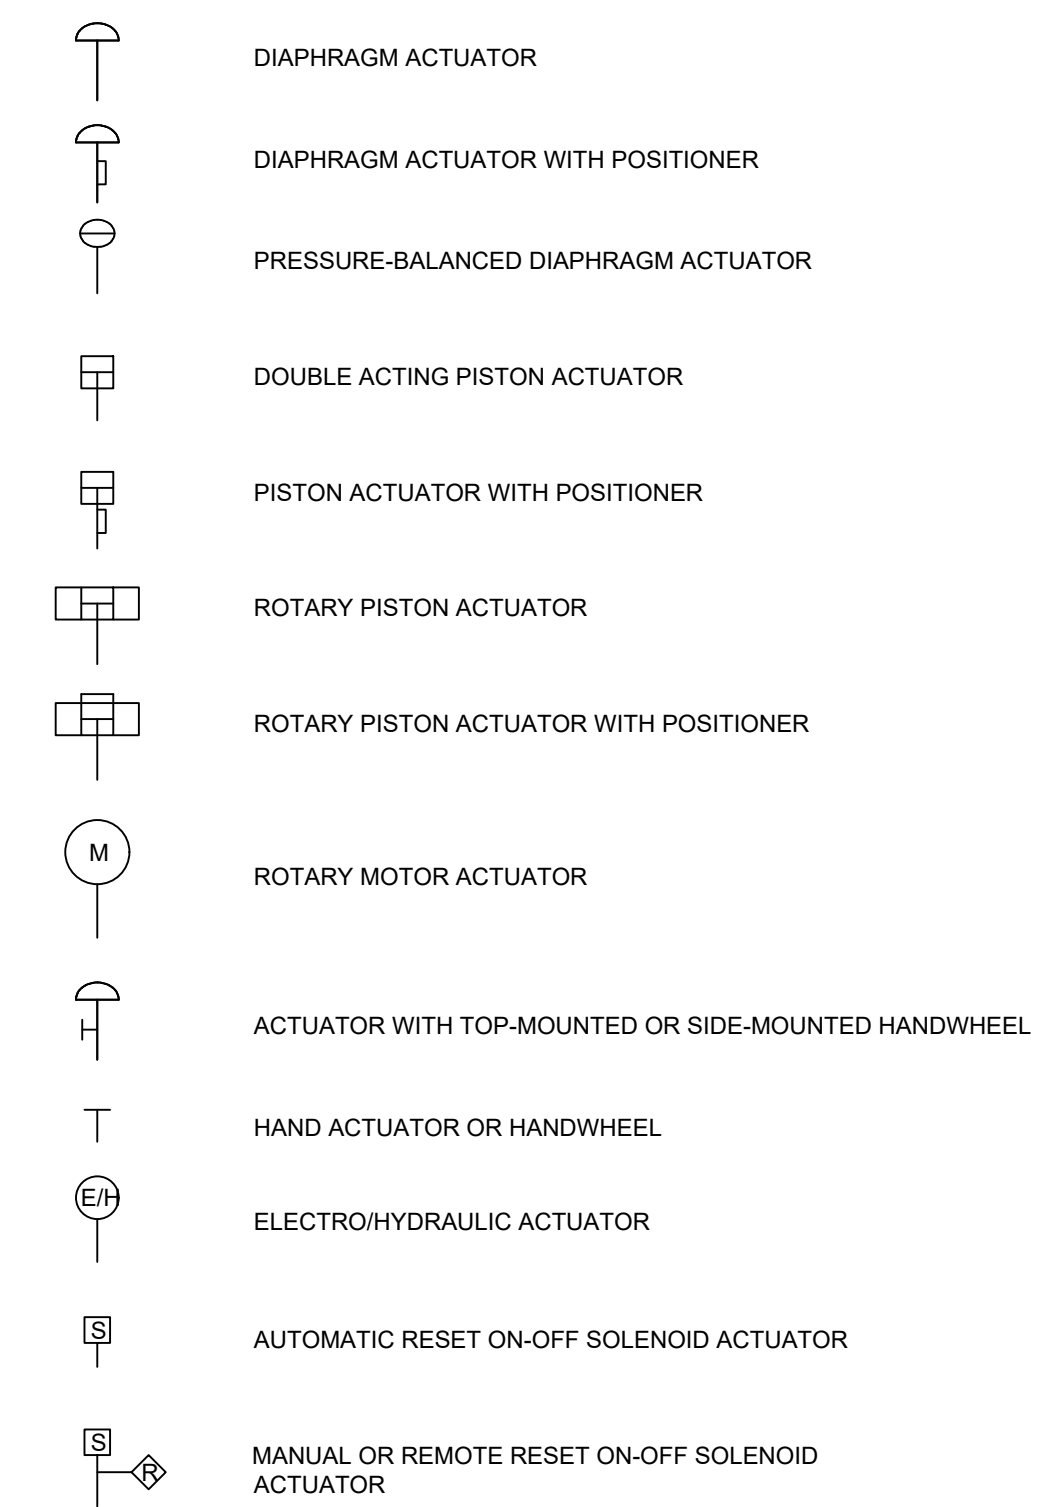 DIAPHRAGM ACTUATOR
DIAPHRAGM ACTUATOR WITH POSITIONER
PRESSURE-BALANCED DIAPHRAGM ACTUATOR
DOUBLE ACTING PISTON ACTUATOR
PISTON ACTUATOR WITH POSITIONER
ROTARY PISTON ACTUATOR
ROTARY PISTON ACTUATOR WITH POSITIONER
M
ROTARY MOTOR ACTUATOR
ACTUATOR WITH TOP-MOUNTED OR SIDE-MOUNTED HANDWHEEL
HAND ACTUATOR OR HANDWHEEL
E/H
ELECTRO/HYDRAULIC ACTUATOR
S
AUTOMATIC RESET ON-OFF SOLENOID ACTUATOR
S
R
MANUAL OR REMOTE RESET ON-OFF SOLENOID
ACTUATOR